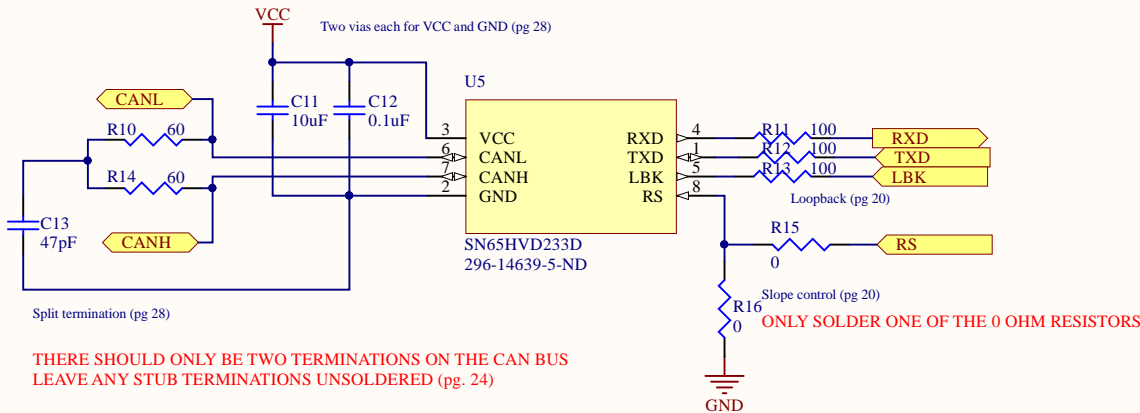 VCC
Two vias each for VCC and GND (pg 28)
U5
CANL
C11
10uF
C12
0.1uF
R10
60
R14
60
3
6
7
2
VCC
CANL
CANH
GND
RXD
TXD
LBK
RS
4
1
5
8
R11
100
RXD
R12
100
TXD
R13
100
LBK
Loopback (pg 20)
C13
47pF
CANH
SN65HVD233D
296-14639-5-ND
R15
0
RS
R16
0
Slope control (pg 20)
ONLY SOLDER ONE OF THE 0 OHM RESISTORS
Split termination (pg 28)
THERE SHOULD ONLY BE TWO TERMINATIONS ON THE CAN BUS
LEAVE ANY STUB TERMINATIONS UNSOLDERED (pg. 24)
GND